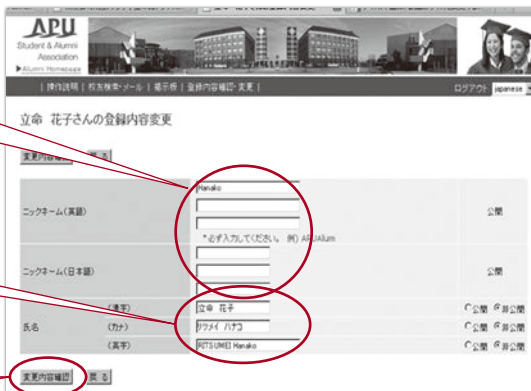 APU
Student & Alumni
Association
▶Alumni Homepage
| 操作説明 | 校友検索・メール | 掲示板 | 登録内容確認・変更 |
ログアウト japanese
立命 花子さんの登録内容変更
変更内容確認 戻る
ニックネーム(英語) Hanako 公開
*必ず入力してください。 例) APUAlum
ニックネーム(日本語) 公開
氏名
(漢字) 立命 花子 公開 非公開
(カナ) リツメイ ハナコ 公開 非公開
(英字) RITSUMEI Hanako 公開 非公開
変更内容確認 戻る